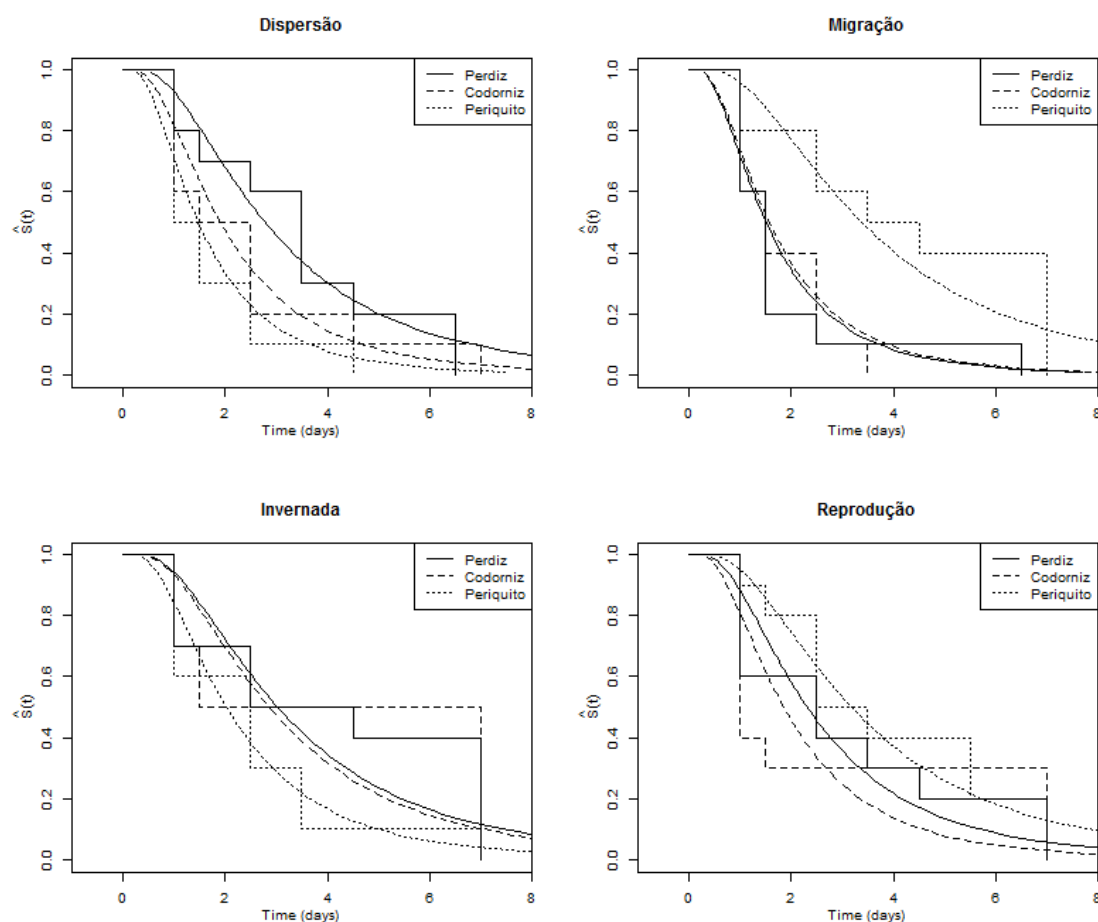 Dispersão
Perdiz
Codorniz
Periquito
Ŝ(t)
0.0 0.2 0.4 0.6 0.8 1.0
0 2 4 6 8
Time (days)
Migração
Perdiz
Codorniz
Periquito
Ŝ(t)
0.0 0.2 0.4 0.6 0.8 1.0
0 2 4 6 8
Time (days)
Invernada
Perdiz
Codorniz
Periquito
Ŝ(t)
0.0 0.2 0.4 0.6 0.8 1.0
0 2 4 6 8
Time (days)
Reprodução
Perdiz
Codorniz
Periquito
Ŝ(t)
0.0 0.2 0.4 0.6 0.8 1.0
0 2 4 6 8
Time (days)